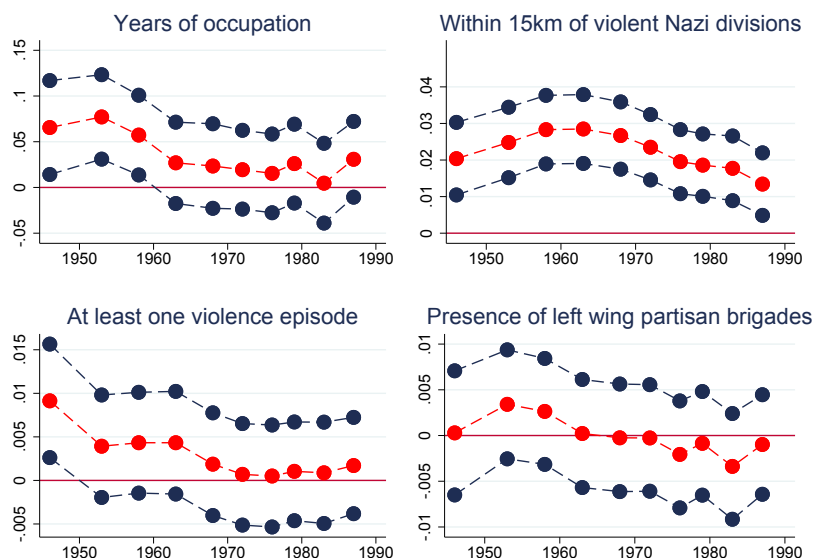 Years of occupation
.15
.1
.05
0
-.05
1950 1960 1970 1980 1990
Within 15km of violent Nazi divisions
.04
.03
.02
.01
0
1950 1960 1970 1980 1990
At least one violence episode
.015
.01
.005
0
-.005
1950 1960 1970 1980 1990
Presence of left wing partisan brigades
.01
.005
0
-.005
-.01
1950 1960 1970 1980 1990